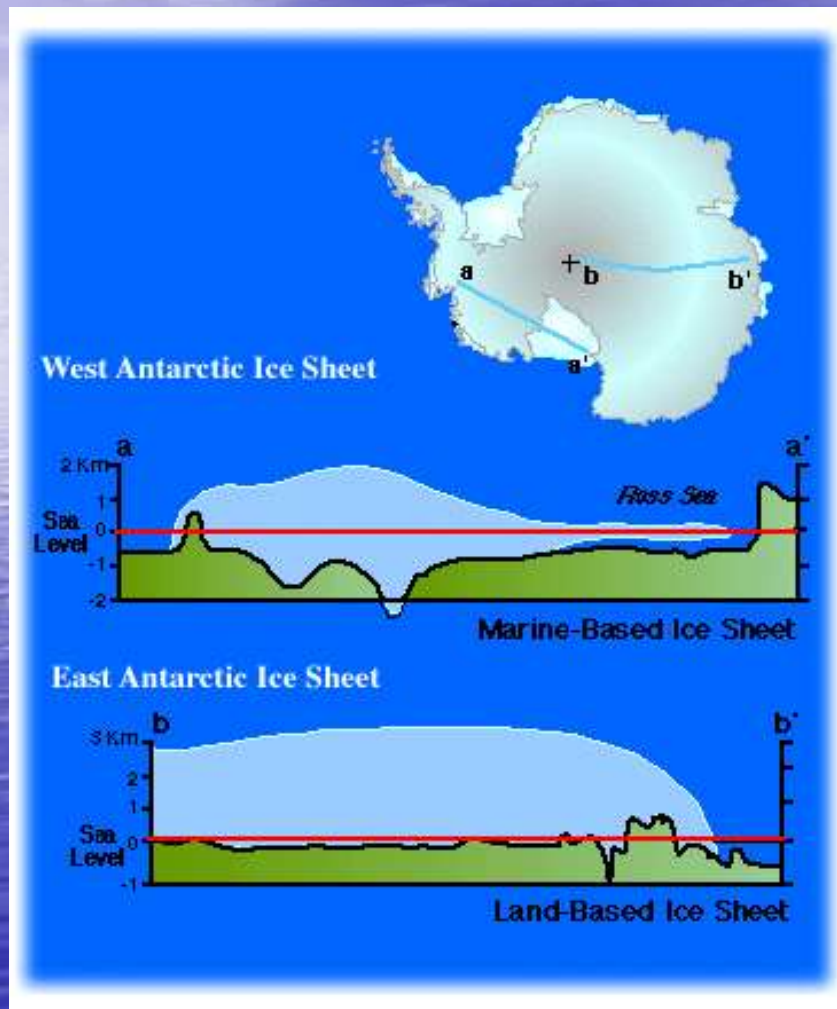 a
b
b'
a'
West Antarctic Ice Sheet
a
a'
2 Km
1
Ross Sea
Sea
Level
0
-1
-2
Marine-Based Ice Sheet
East Antarctic Ice Sheet
b
b'
3 Km
2
1
Sea
Level
0
-1
Land-Based Ice Sheet